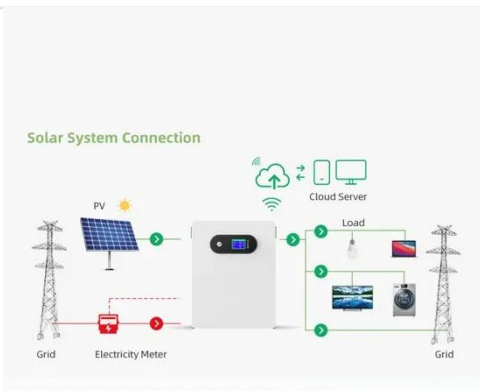 Solar System Connection
Cloud Server
PV
Load
Grid
Electricity Meter
Grid